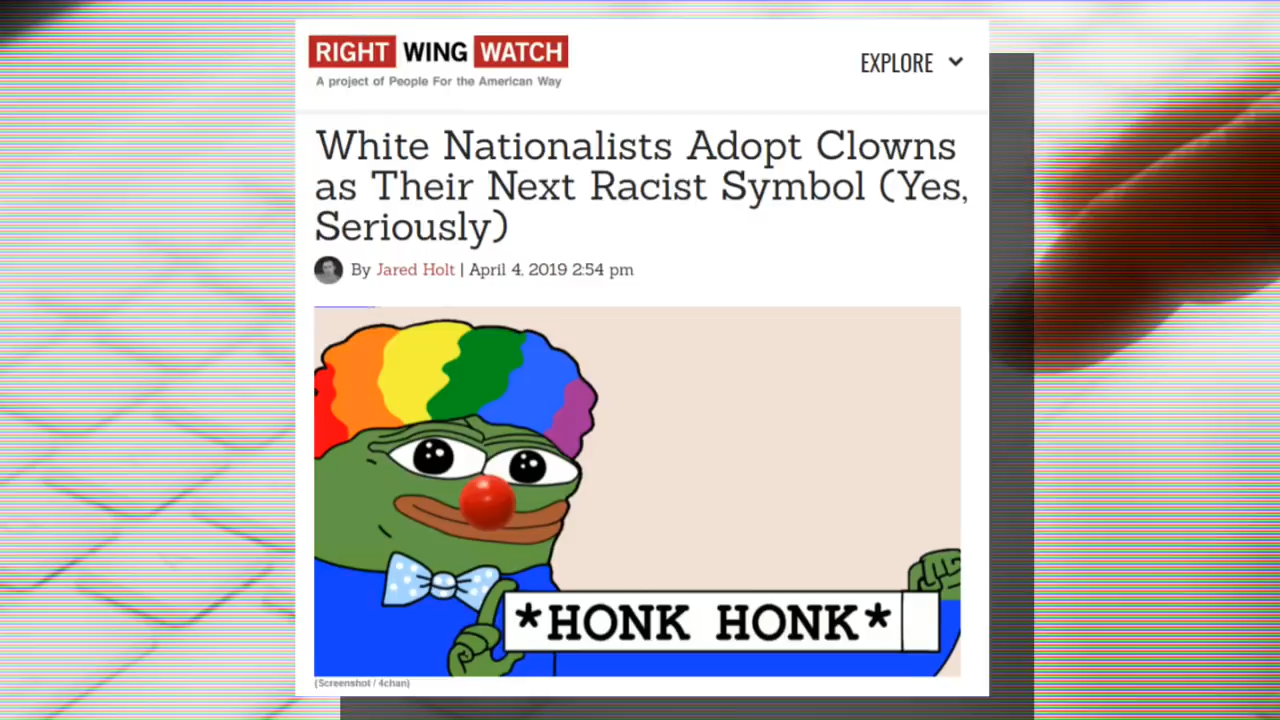 RIGHT WING WATCH
A project of People For the American Way
EXPLORE
White Nationalists Adopt Clowns
as Their Next Racist Symbol (Yes,
Seriously)
By Jared Holt | April 4, 2019 2:54 pm
*HONK HONK*
(Screenshot / 4chan)